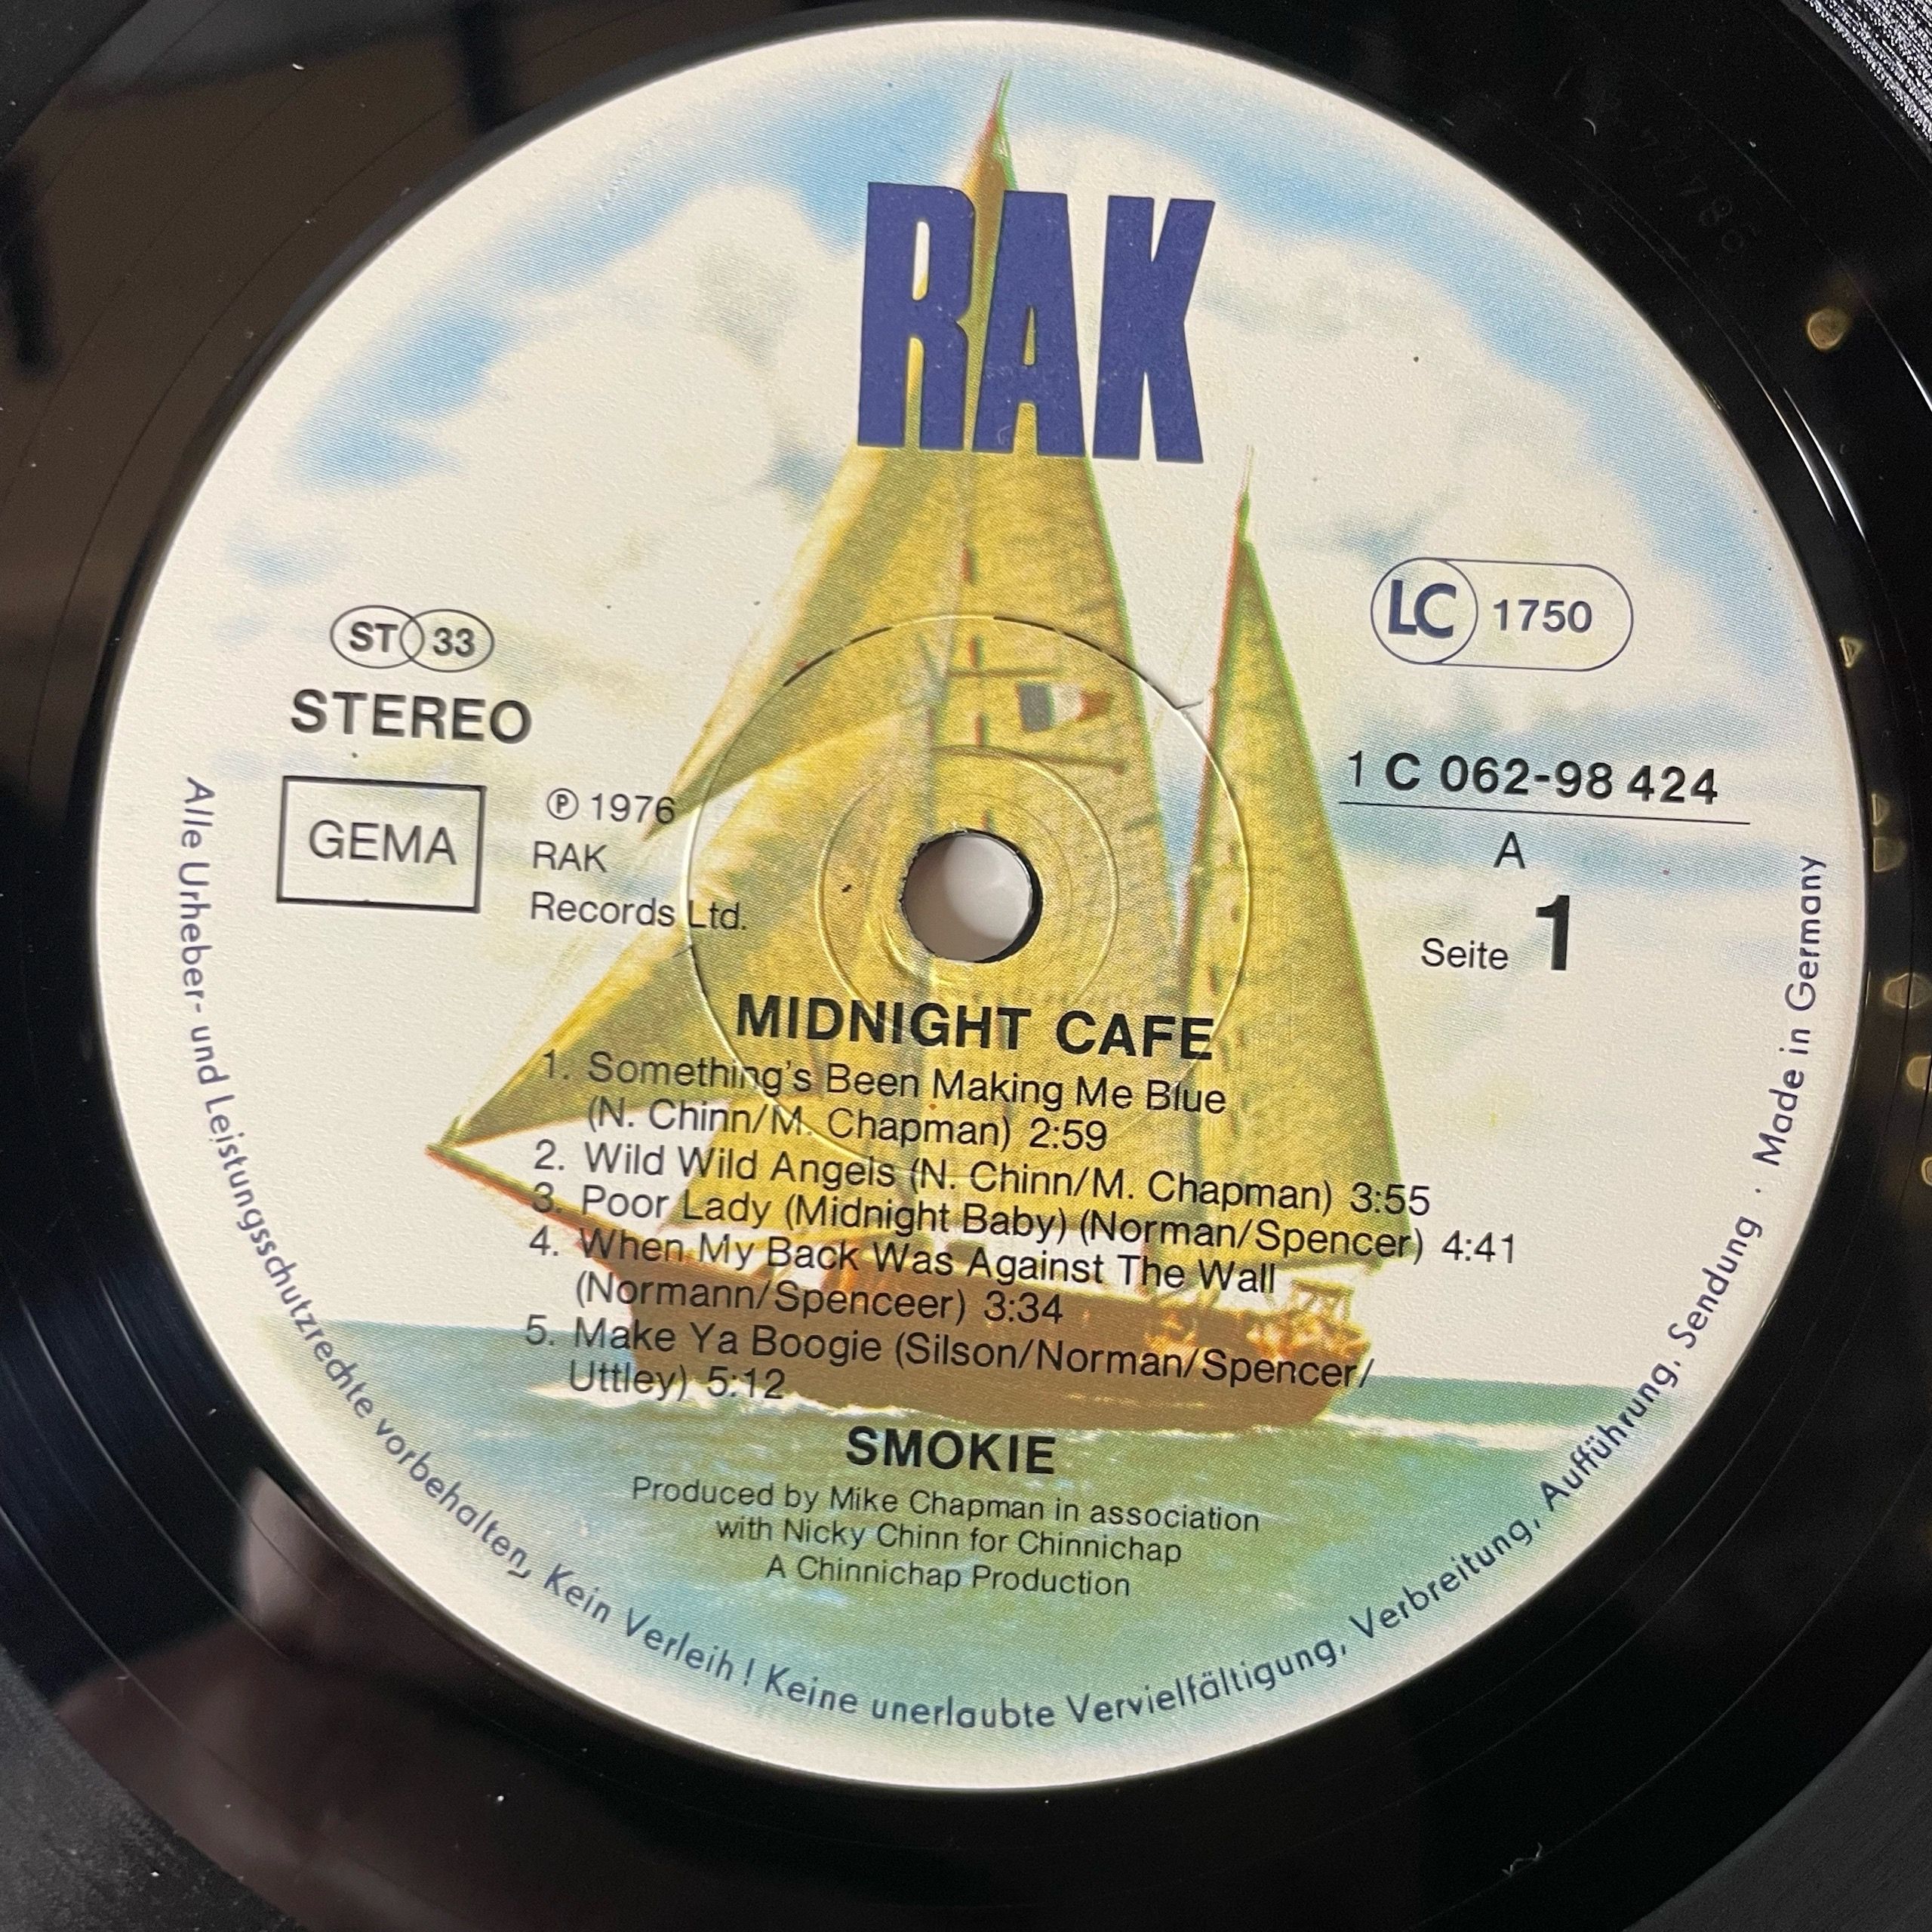 RAK
ST 33
STEREO
LC 1750
GEMA
℗ 1976
RAK
Records Ltd.
1 C 062-98 424
A
Seite 1
MIDNIGHT CAFE
1. Something's Been Making Me Blue
(N. Chinn/M. Chapman) 2:59
2. Wild Wild Angels (N. Chinn/M. Chapman) 3:55
3. Poor Lady (Midnight Baby) (Norman/Spencer) 4:41
4. When My Back Was Against The Wall
(Normann/Spenceer) 3:34
5. Make Ya Boogie (Silson/Norman/Spencer/
Uttley) 5:12
SMOKIE
Produced by Mike Chapman in association
with Nicky Chinn for Chinnichap
A Chinnichap Production
Alle Urheber- und Leistungsschutzrechte vorbehalten, Kein Verleih! Keine unerlaubte Vervielfältigung, Verbreitung, Aufführung, Sendung · Made in Germany